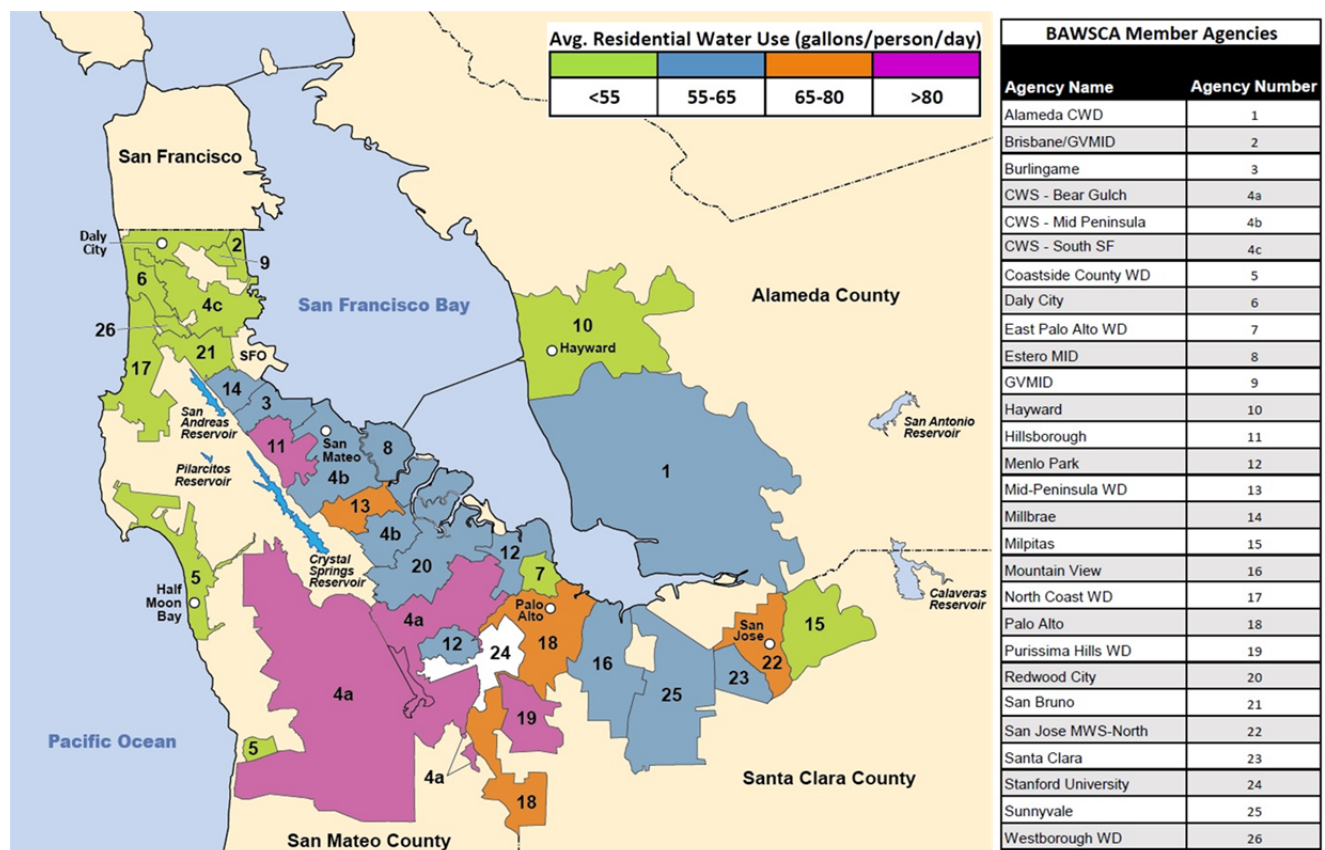 Avg. Residential Water Use (gallons/person/day)
<55 55-65 65-80 >80
San Francisco
Daly
City
2
9
6
4c
26
21
SFO
17
San Francisco Bay
Alameda County
10
Hayward
14
3
San
Andreas
Reservoir
11
San
Mateo
8
4b
Pilarcitos
Reservoir
13
4b
1
San Antonio
Reservoir
Crystal
Springs
Reservoir
20
12
7
5
Half
Moon
Bay
Palo
Alto
4a
12
24
18
16
25
23
San
Jose
22
15
Calaveras
Reservoir
4a
19
Pacific Ocean
5
4a
18
Santa Clara County
San Mateo County
BAWSCA Member Agencies
Agency Name Agency Number
Alameda CWD 1
Brisbane/GVMID 2
Burlingame 3
CWS - Bear Gulch 4a
CWS - Mid Peninsula 4b
CWS - South SF 4c
Coastside County WD 5
Daly City 6
East Palo Alto WD 7
Estero MID 8
GVMID 9
Hayward 10
Hillsborough 11
Menlo Park 12
Mid-Peninsula WD 13
Millbrae 14
Milpitas 15
Mountain View 16
North Coast WD 17
Palo Alto 18
Purissima Hills WD 19
Redwood City 20
San Bruno 21
San Jose MWS-North 22
Santa Clara 23
Stanford University 24
Sunnyvale 25
Westborough WD 26